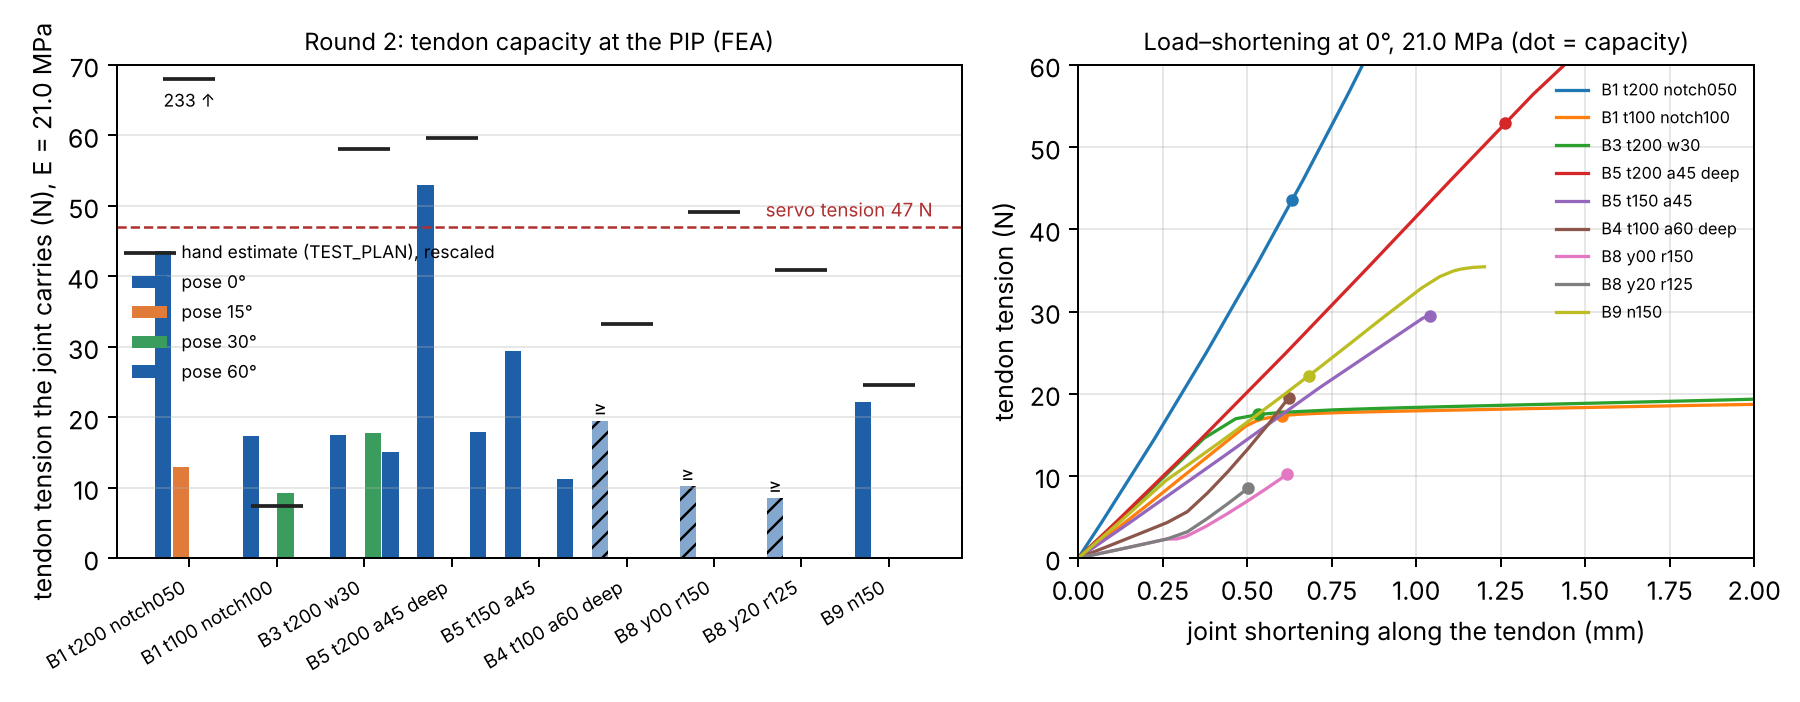 Round 2: tendon capacity at the PIP (FEA)
tendon tension the joint carries (N), E = 21.0 MPa
70
60
50
40
30
20
10
0
233 ↑
servo tension 47 N
hand estimate (TEST_PLAN), rescaled
pose 0°
pose 15°
pose 30°
pose 60°
≥
≥
≥
B1 t200 notch050
B1 t100 notch100
B3 t200 w30
B5 t200 a45 deep
B5 t150 a45
B4 t100 a60 deep
B8 y00 r150
B8 y20 r125
B9 n150
Load–shortening at 0°, 21.0 MPa (dot = capacity)
tendon tension (N)
60
50
40
30
20
10
0
B1 t200 notch050
B1 t100 notch100
B3 t200 w30
B5 t200 a45 deep
B5 t150 a45
B4 t100 a60 deep
B8 y00 r150
B8 y20 r125
B9 n150
0.00 0.25 0.50 0.75 1.00 1.25 1.50 1.75 2.00
joint shortening along the tendon (mm)